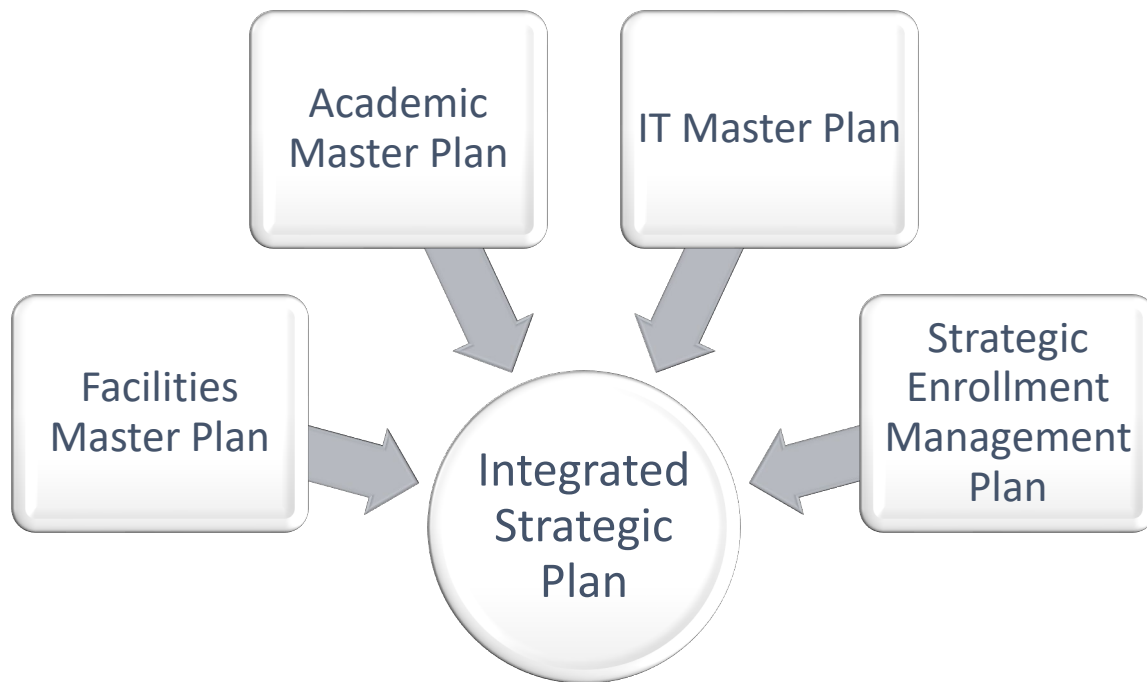 Academic
Master Plan
IT Master Plan
Facilities
Master Plan
Strategic
Enrollment
Management
Plan
Integrated
Strategic
Plan